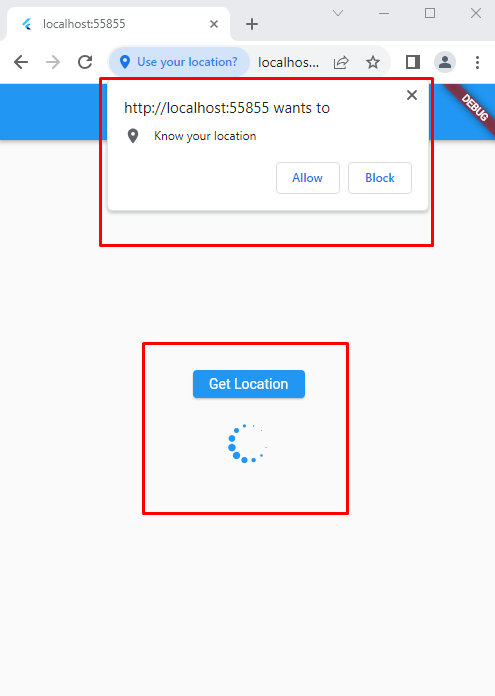 localhost:55855
Use your location?
localhos...
http://localhost:55855 wants to
Know your location
Allow
Block
DEBUG
Get Location